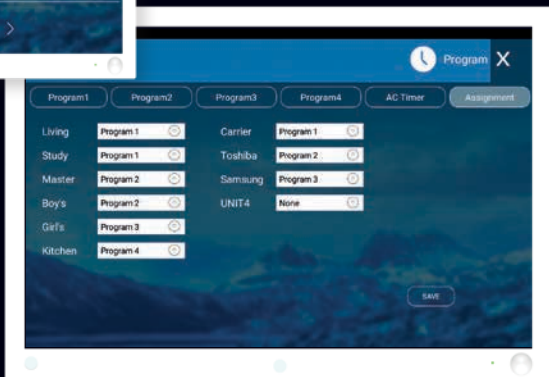 Program X
Program1 Program2 Program3 Program4 AC Timer Assignment
Living Program 1 Carrier Program 1
Study Program 1 Toshiba Program 2
Master Program 2 Samsung Program 3
Boy's Program 2 UNIT4 None
Girl's Program 3
Kitchen Program 4
SAVE